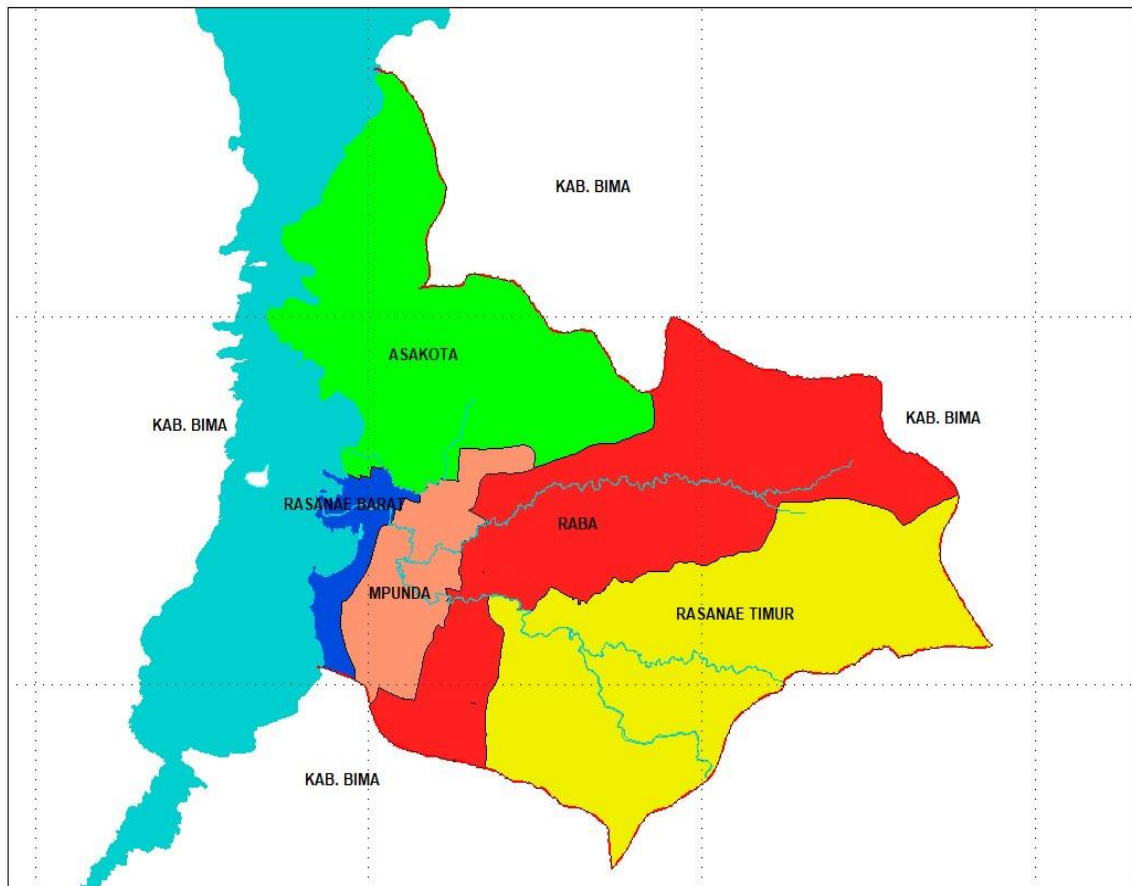 KAB. BIMA
ASAKOTA
KAB. BIMA
KAB. BIMA
RASANAE BARAT
RABA
MPUNDA
RASANAE TIMUR
KAB. BIMA